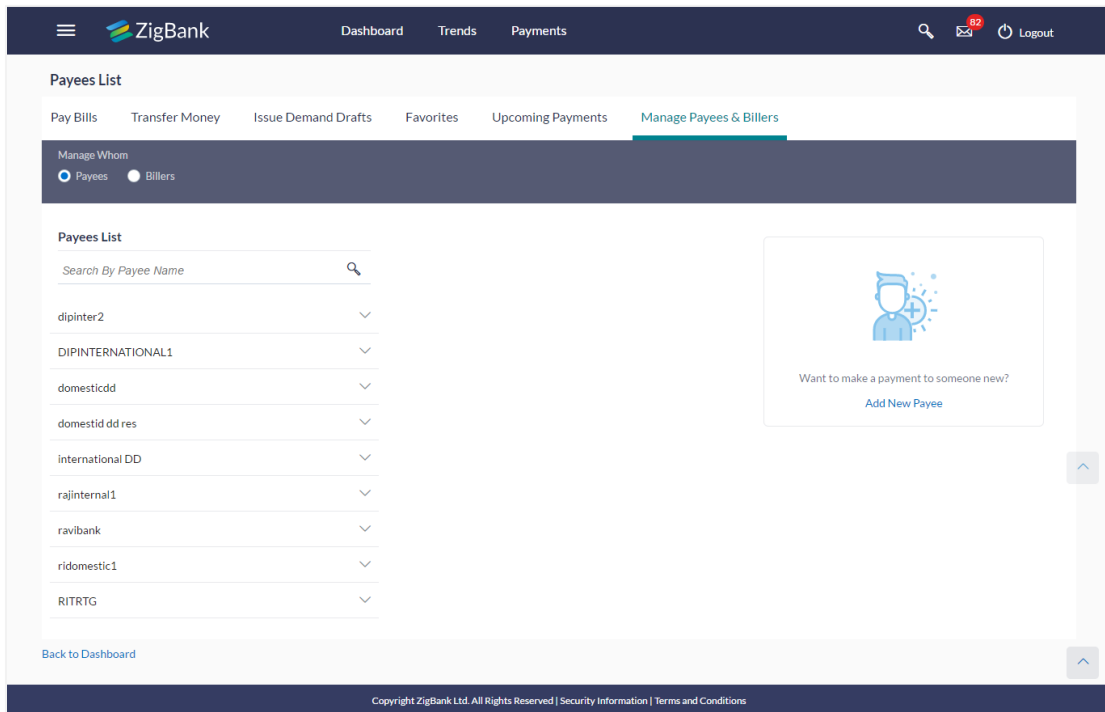 ZigBank Dashboard Trends Payments 82 Logout
Payees List
Pay Bills Transfer Money Issue Demand Drafts Favorites Upcoming Payments Manage Payees & Billers
Manage Whom
Payees Billers
Payees List
Search By Payee Name
dipinter2
DIPINTERNATIONAL1
domesticdd
domestid dd res
international DD
rajinternal1
ravibank
ridomestic1
RITRTG
Want to make a payment to someone new?
Add New Payee
Back to Dashboard
Copyright ZigBank Ltd. All Rights Reserved | Security Information | Terms and Conditions